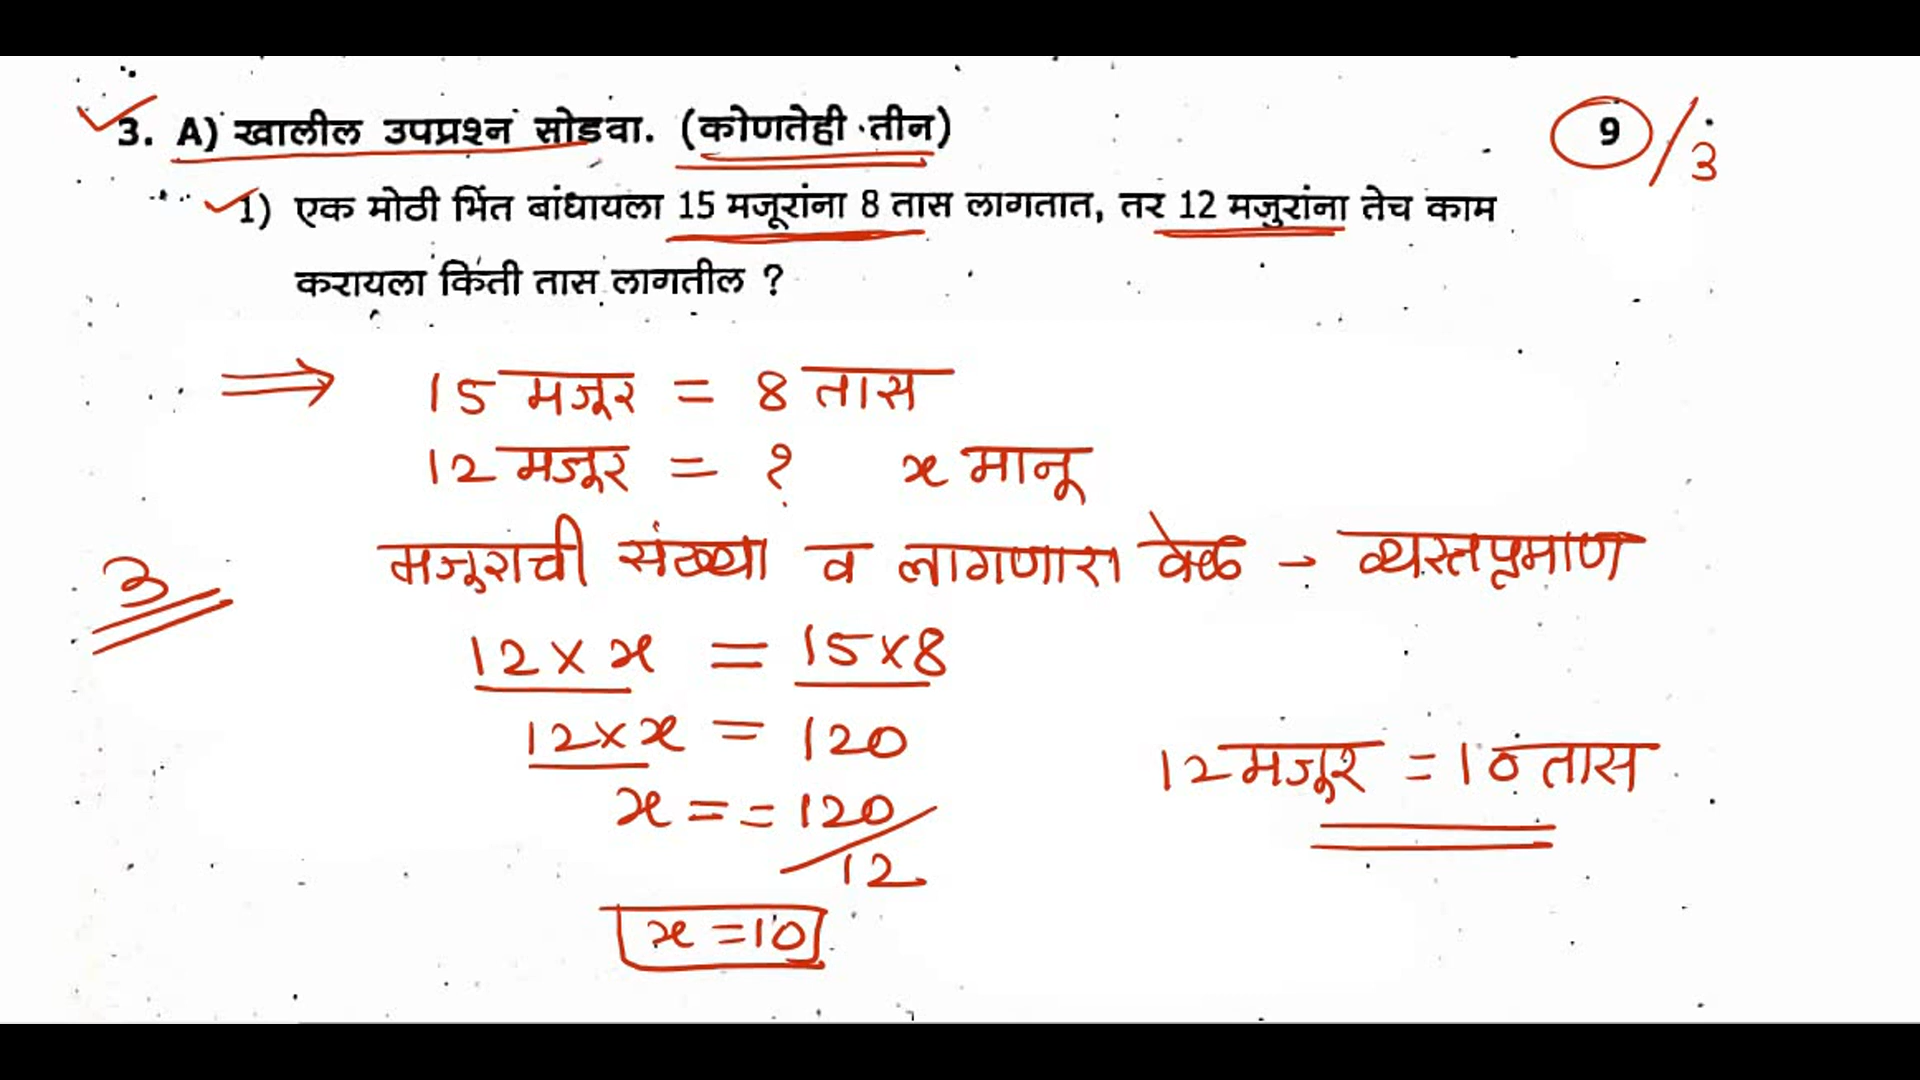 3. A) खालील उपप्रश्न सोडवा. (कोणतेही तीन) 9/3
1) एक मोठी भिंत बांधायला 15 मजूरांना 8 तास लागतात, तर 12 मजुरांना तेच काम
करायला किती तास लागतील ?
⇒ 15 मजूर = 8 तास
12 मजूर = ? x मानू
मजुराची संख्या व लागणारा वेळ → व्यस्तप्रमाण
3
12 × x = 15 × 8
12 × x = 120
12 मजूर = 10 तास
x = = 120/12
x = 10